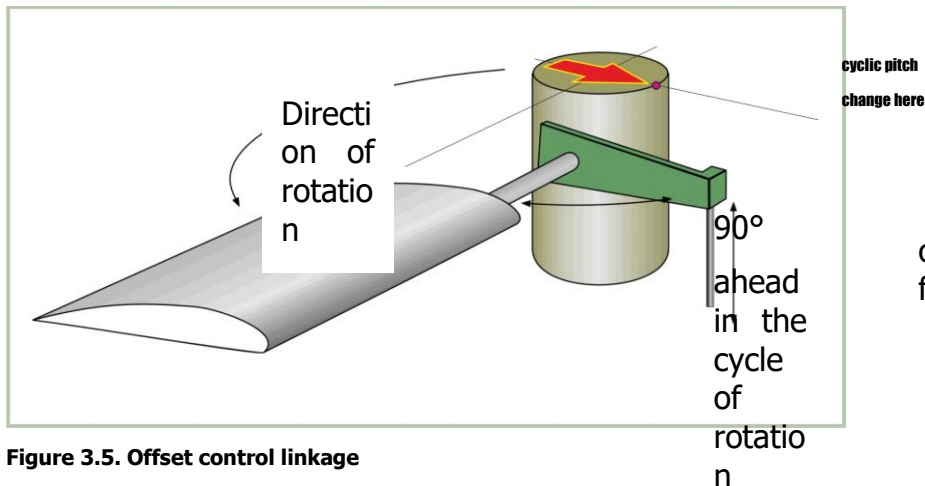 cyclic pitch
change here
Directi
on of
rotatio
n
90°
ahead
in the
cycle
of
rotatio
n
Figure 3.5. Offset control linkage